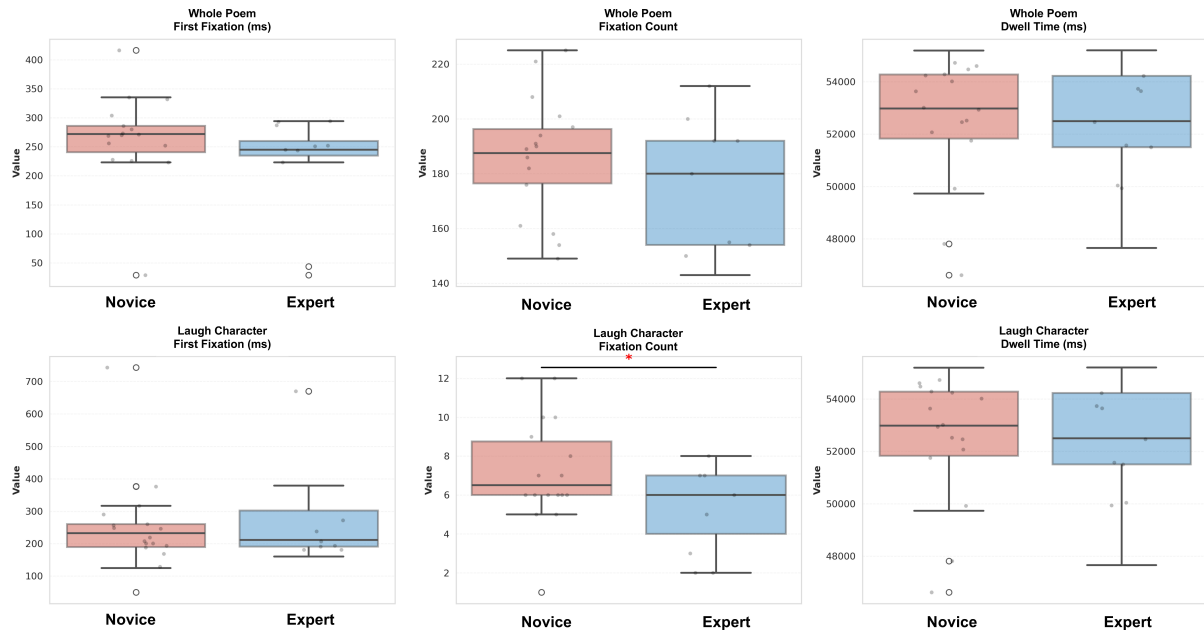 Whole Poem
First Fixation (ms)
Value
400
350
300
250
200
150
100
50
Novice
Expert
Whole Poem
Fixation Count
Value
220
200
180
160
140
Novice
Expert
Whole Poem
Dwell Time (ms)
Value
54000
52000
50000
48000
Novice
Expert
Laugh Character
First Fixation (ms)
Value
700
600
500
400
300
200
100
Novice
Expert
Laugh Character
Fixation Count
*
Value
12
10
8
6
4
2
Novice
Expert
Laugh Character
Dwell Time (ms)
Value
54000
52000
50000
48000
Novice
Expert